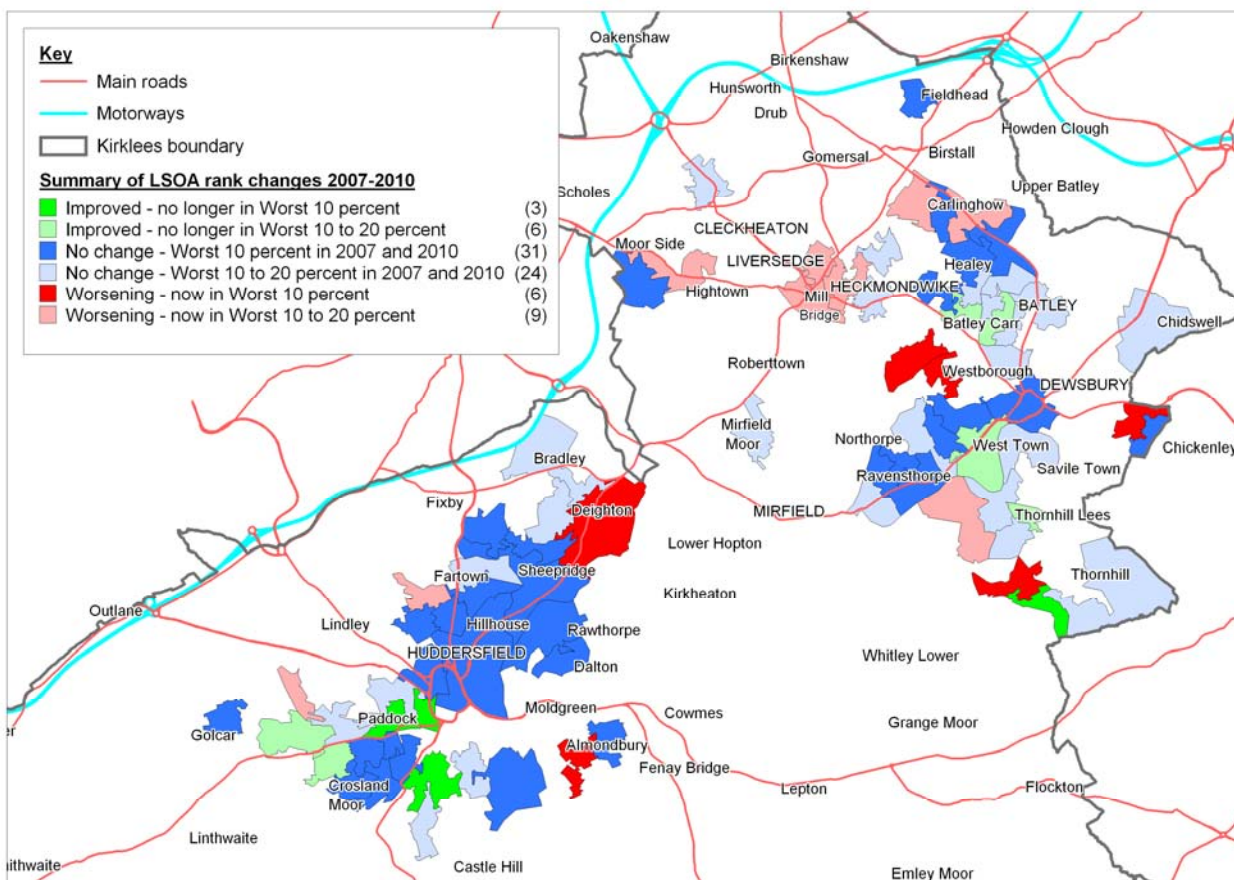 Key
Main roads
Motorways
Kirklees boundary
Summary of LSOA rank changes 2007-2010
Improved - no longer in Worst 10 percent (3)
Improved - no longer in Worst 10 to 20 percent (6)
No change - Worst 10 percent in 2007 and 2010 (31)
No change - Worst 10 to 20 percent in 2007 and 2010 (24)
Worsening - now in Worst 10 percent (6)
Worsening - now in Worst 10 to 20 percent (9)
Oakenshaw
Birkenshaw
Hunsworth
Drub
Fieldhead
Howden Clough
Gomersal
Birstall
Scholes
Upper Batley
Carlinghow
CLECKHEATON
Moor Side
LIVERSEDGE
Healey
Hightown
HECKMONDWIKE
Mill
Bridge
BATLEY
Chidswell
Batley Carr
Roberttown
Westborough
DEWSBURY
Mirfield
Moor
Northorpe
West Town
Chickenley
Bradley
Savile Town
Ravensthorpe
Fixby
Deighton
MIRFIELD
Thornhill Lees
Lower Hopton
Sheepridge
Fartown
Thornhill
Kirkheaton
Outlane
Lindley
Hillhouse
Rawthorpe
HUDDERSFIELD
Dalton
Whitley Lower
Paddock
Moldgreen
Cowmes
Grange Moor
er
Golcar
Almondbury
Fenay Bridge
Crosland
Moor
Lepton
Flockton
Linthwaite
ithwaite
Castle Hill
Emley Moor